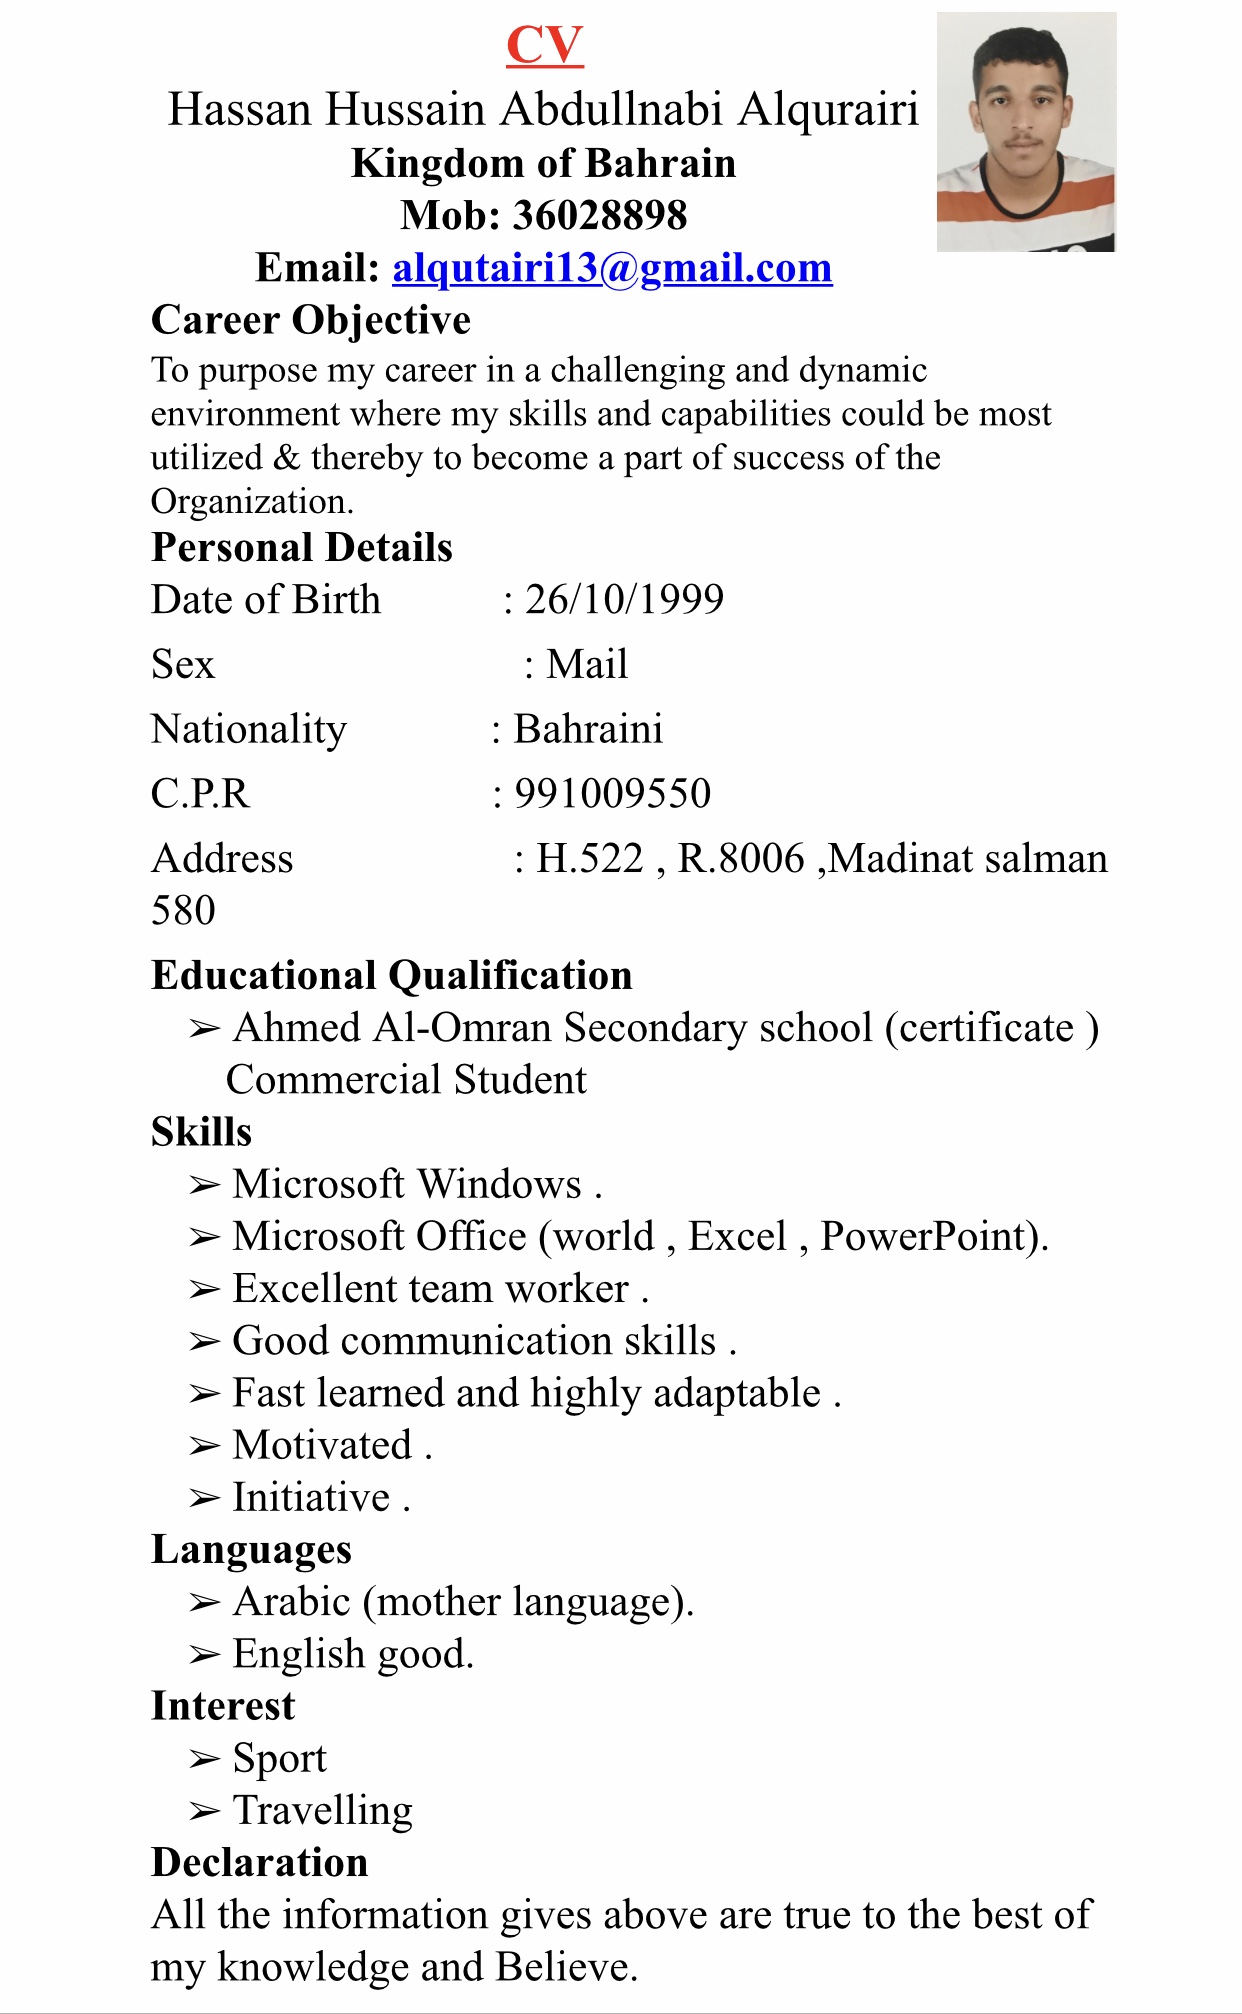 CV
Hassan Hussain Abdullnabi Alqurairi
Kingdom of Bahrain
Mob: 36028898
Email: alqutairi13@gmail.com
Career Objective
To purpose my career in a challenging and dynamic
environment where my skills and capabilities could be most
utilized & thereby to become a part of success of the
Organization.
Personal Details
Date of Birth : 26/10/1999
Sex : Mail
Nationality : Bahraini
C.P.R : 991009550
Address : H.522 , R.8006 ,Madinat salman
580
Educational Qualification
➢ Ahmed Al-Omran Secondary school (certificate )
Commercial Student
Skills
➢ Microsoft Windows .
➢ Microsoft Office (world , Excel , PowerPoint).
➢ Excellent team worker .
➢ Good communication skills .
➢ Fast learned and highly adaptable .
➢ Motivated .
➢ Initiative .
Languages
➢ Arabic (mother language).
➢ English good.
Interest
➢ Sport
➢ Travelling
Declaration
All the information gives above are true to the best of
my knowledge and Believe.